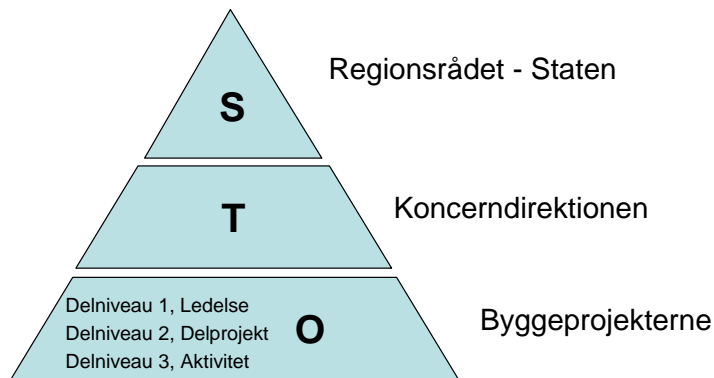 S
Regionsrådet - Staten
T
Koncerndirektionen
Delniveau 1, Ledelse
Delniveau 2, Delprojekt
Delniveau 3, Aktivitet
O
Byggeprojekterne